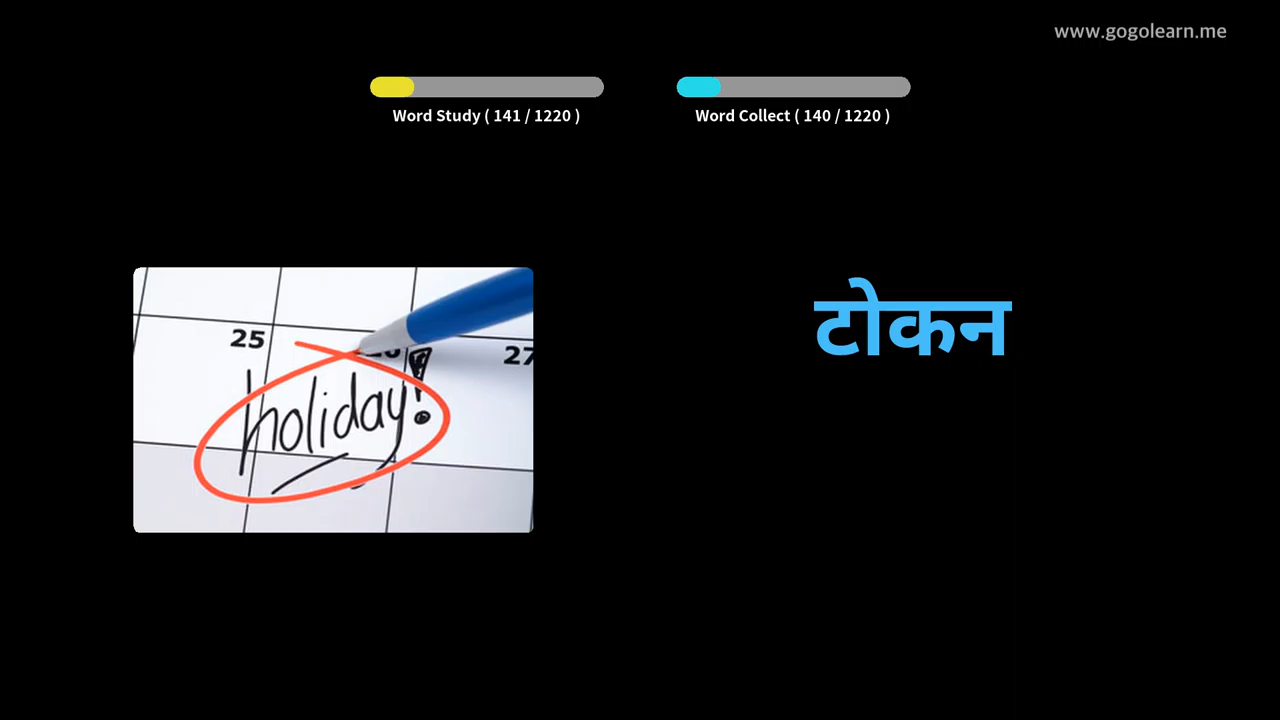 www.gogolearn.me
Word Study ( 141 / 1220 )
Word Collect ( 140 / 1220 )
टोकन
25
27
holiday!